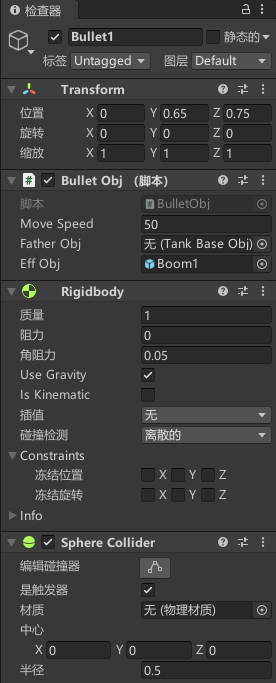 检查器
Bullet1 静态的
标签 Untagged 图层 Default
Transform
位置 X 0 Y 0.65 Z 0.75
旋转 X 0 Y 0 Z 0
缩放 X 1 Y 1 Z 1
# Bullet Obj （脚本）
脚本 # BulletObj
Move Speed 50
Father Obj 无 (Tank Base Obj)
Eff Obj Boom1
Rigidbody
质量 1
阻力 0
角阻力 0.05
Use Gravity
Is Kinematic
插值 无
碰撞检测 离散的
Constraints
冻结位置 X Y Z
冻结旋转 X Y Z
Info
Sphere Collider
编辑碰撞器
是触发器
材质 无 (物理材质)
中心
X 0 Y 0 Z 0
半径 0.5